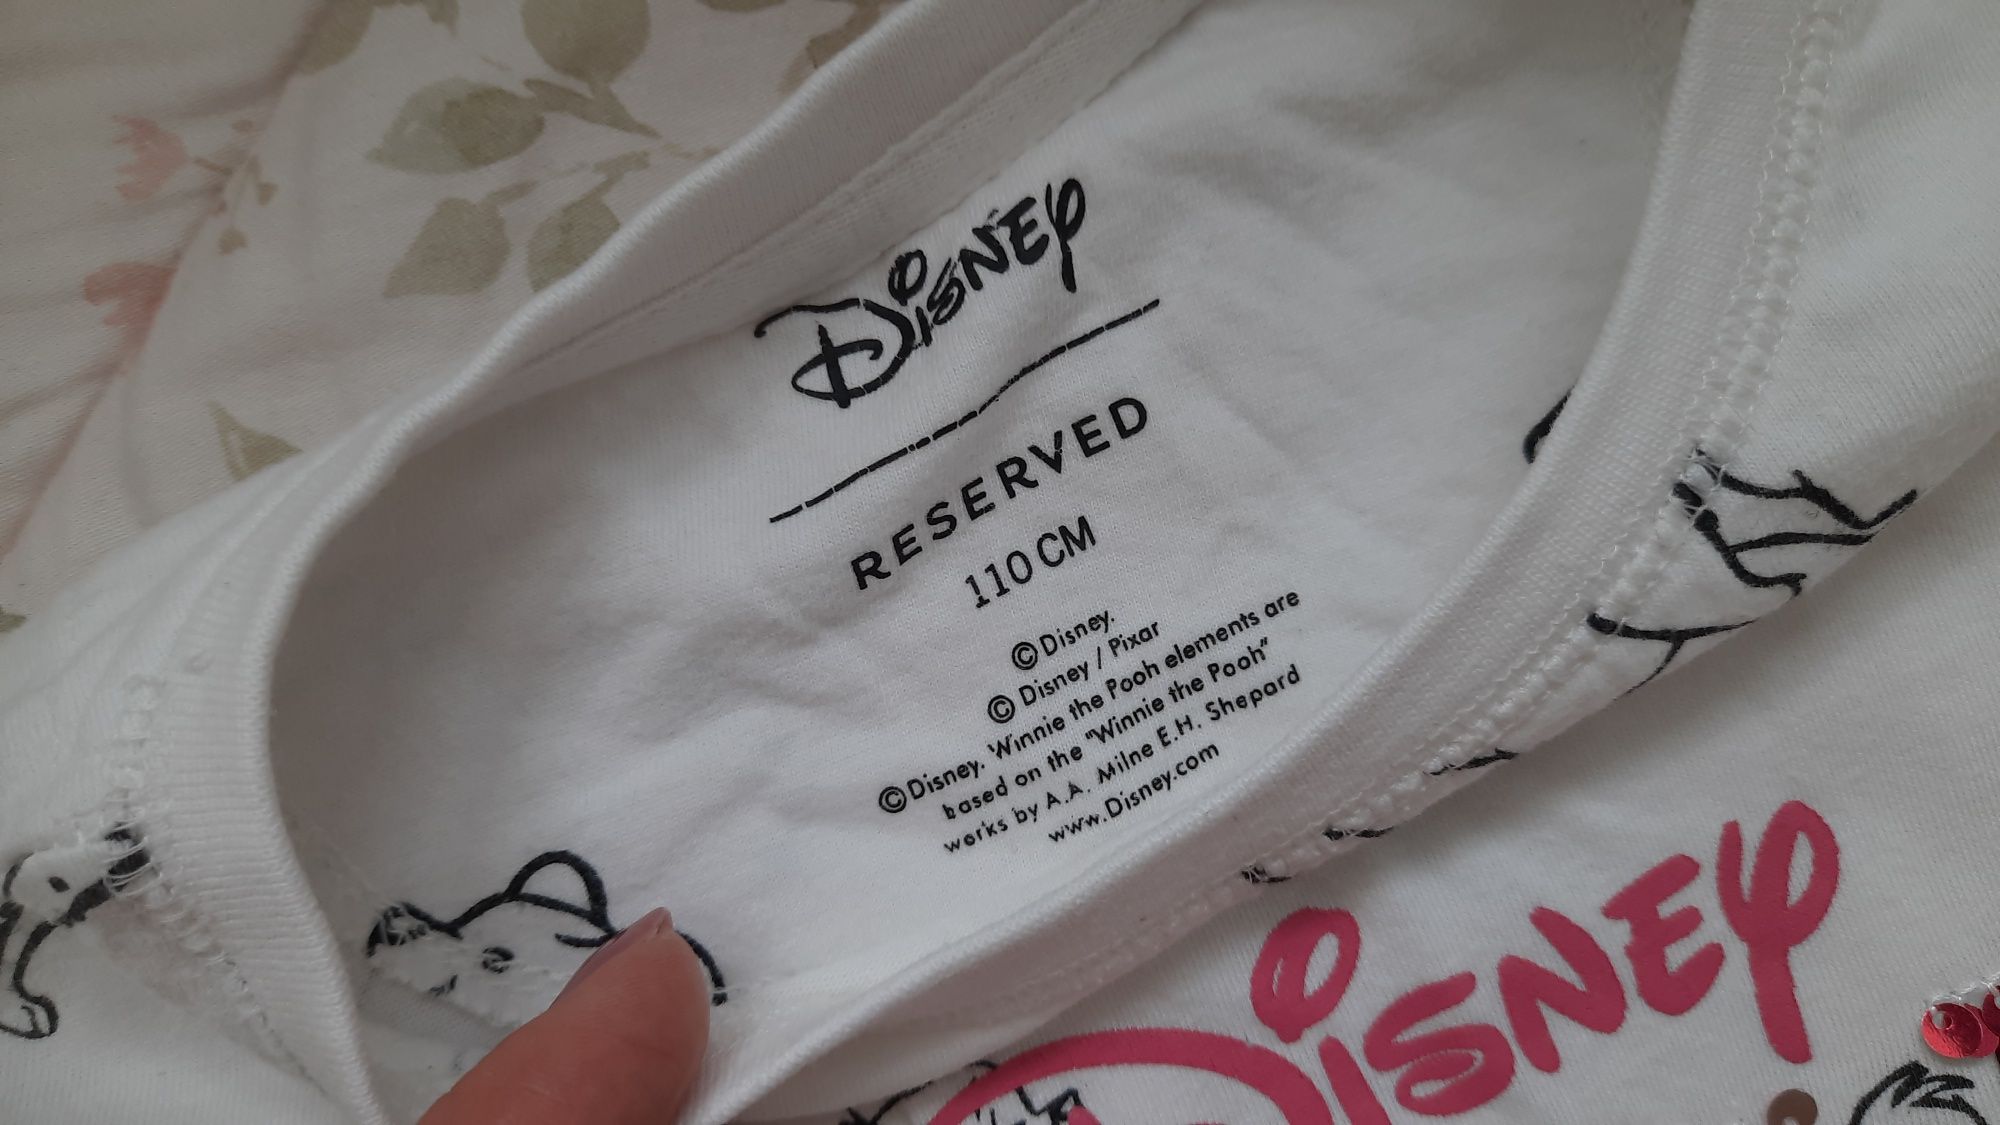 Disney
RESERVED
110 CM
© Disney.
© Disney / Pixar
© Disney. Winnie the Pooh elements are
based on the "Winnie the Pooh"
works by A.A. Milne E.H. Shepard
www.Disney.com
Disney